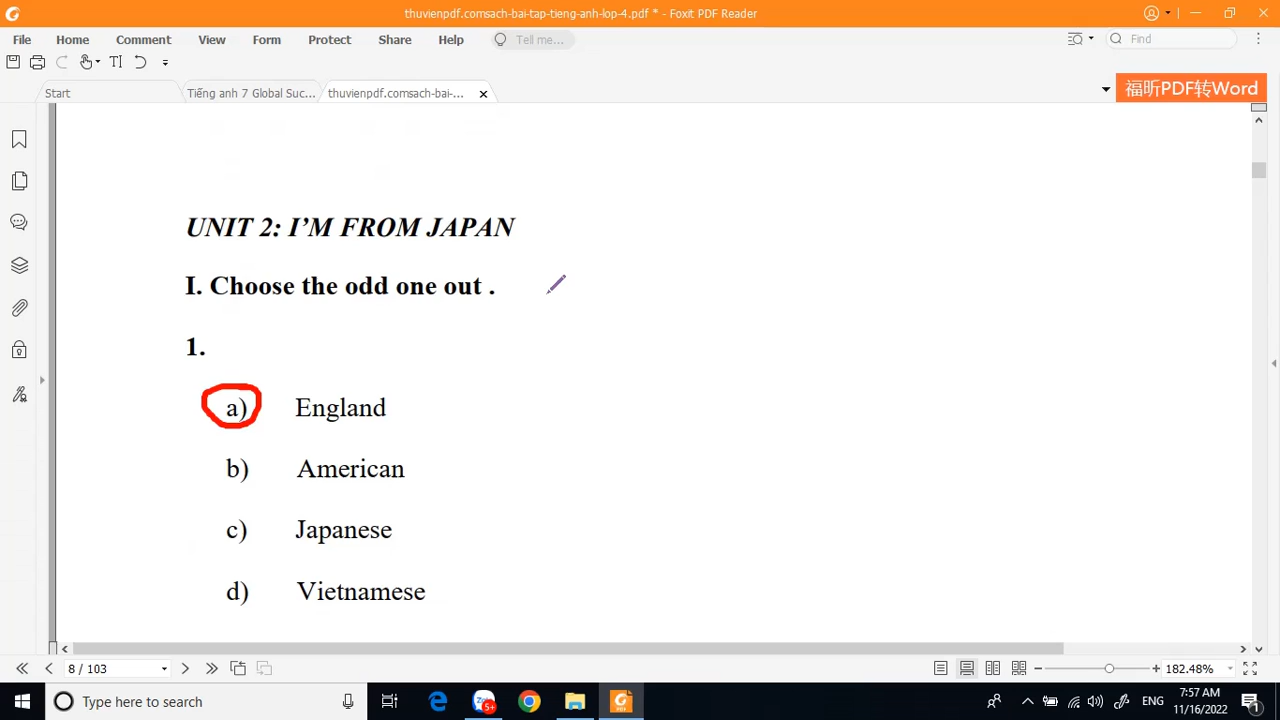 thuvienpdf.comsach-bai-tap-tieng-anh-lop-4.pdf * - Foxit PDF Reader
File Home Comment View Form Protect Share Help Tell me... Find
Start Tiếng anh 7 Global Suc... thuvienpdf.comsach-bai-... 福昕PDF转Word
UNIT 2: I'M FROM JAPAN
I. Choose the odd one out .
1.
a) England
b) American
c) Japanese
d) Vietnamese
8 / 103 182.48%
Type here to search ENG 7:57 AM
11/16/2022